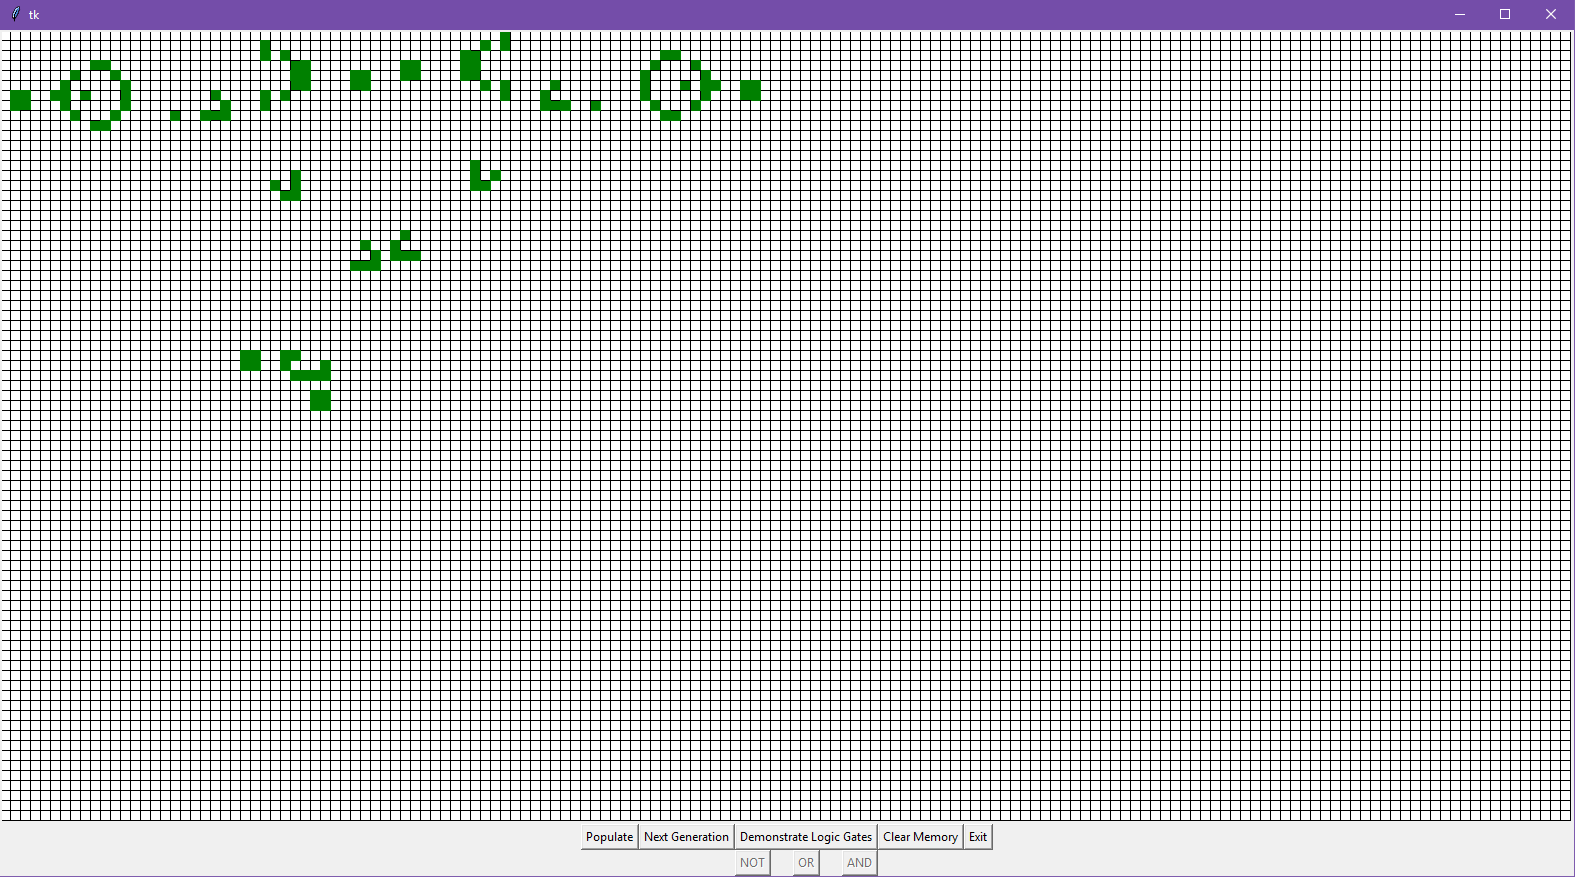 tk
Populate Next Generation Demonstrate Logic Gates Clear Memory Exit
NOT OR AND